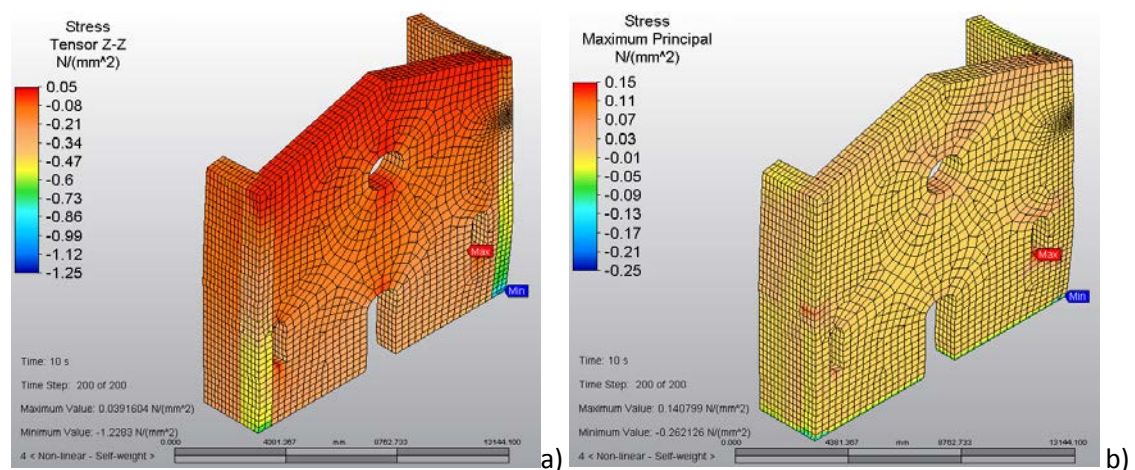 Stress
Tensor Z-Z
N/(mm^2)
0.05
-0.08
-0.21
-0.34
-0.47
-0.6
-0.73
-0.86
-0.99
-1.12
-1.25
Max
Min
Time: 10 s
Time Step: 200 of 200
Maximum Value: 0.0391604 N/(mm^2)
Minimum Value: -1.2283 N/(mm^2)
0.000 4381.367 mm 8762.733 13144.100
4 < Non-linear - Self-weight >
a)
Stress
Maximum Principal
N/(mm^2)
0.15
0.11
0.07
0.03
-0.01
-0.05
-0.09
-0.13
-0.17
-0.21
-0.25
Max
Min
Time: 10 s
Time Step: 200 of 200
Maximum Value: 0.140799 N/(mm^2)
Minimum Value: -0.262126 N/(mm^2)
0.000 4381.367 mm 8762.733 13144.100
4 < Non-linear - Self-weight >
b)